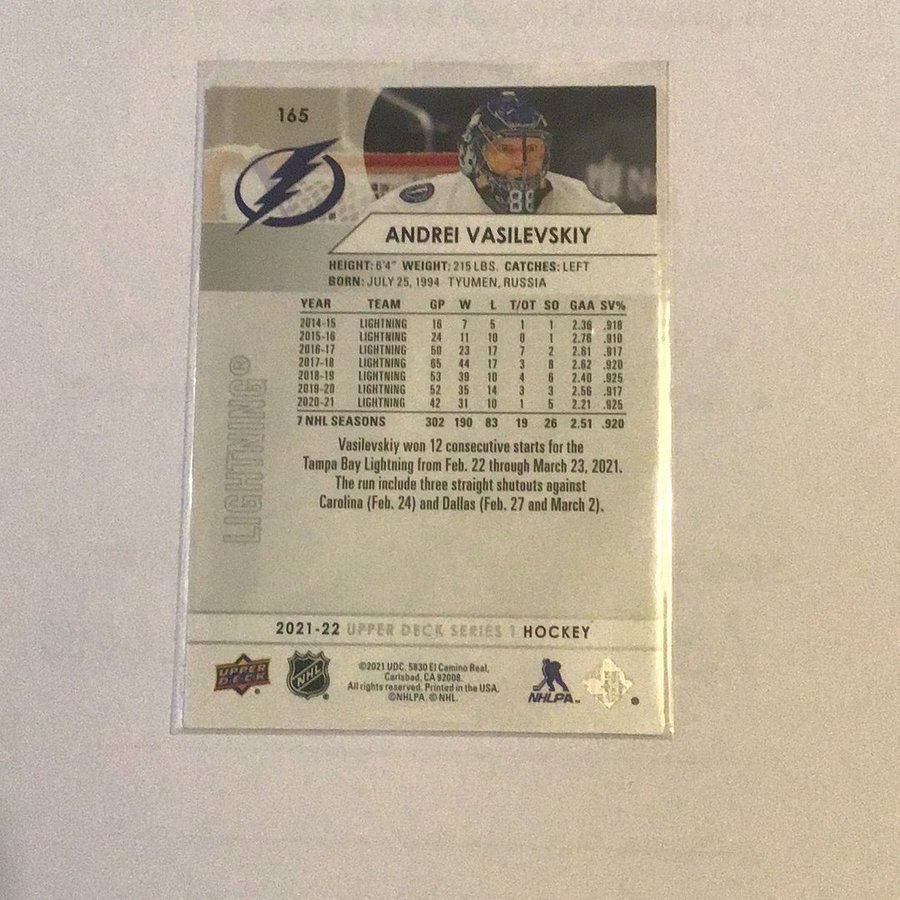 165
88
ANDREI VASILEVSKIY
HEIGHT: 6'4" WEIGHT: 215 LBS. CATCHES: LEFT
BORN: JULY 25, 1994 TYUMEN, RUSSIA
YEAR TEAM GP W L T/OT SO GAA SV%
2014-15 LIGHTNING 16 7 5 1 1 2.36 .918
2015-16 LIGHTNING 24 11 10 0 1 2.76 .910
2016-17 LIGHTNING 50 23 17 7 2 2.61 .917
2017-18 LIGHTNING 65 44 17 3 8 2.62 .920
2018-19 LIGHTNING 53 39 10 4 6 2.40 .925
2019-20 LIGHTNING 52 35 14 3 3 2.56 .917
2020-21 LIGHTNING 42 31 10 1 5 2.21 .925
7 NHL SEASONS 302 190 83 19 26 2.51 .920
LIGHTNING®
Vasilevskiy won 12 consecutive starts for the
Tampa Bay Lightning from Feb. 22 through March 23, 2021.
The run include three straight shutouts against
Carolina (Feb. 24) and Dallas (Feb. 27 and March 2).
2021-22 UPPER DECK SERIES 1 HOCKEY
UPPER DECK®
NHL®
©2021 UDC. 5830 El Camino Real,
Carlsbad, CA 92008.
All rights reserved. Printed in the USA.
©NHLPA. © NHL.
NHLPA™